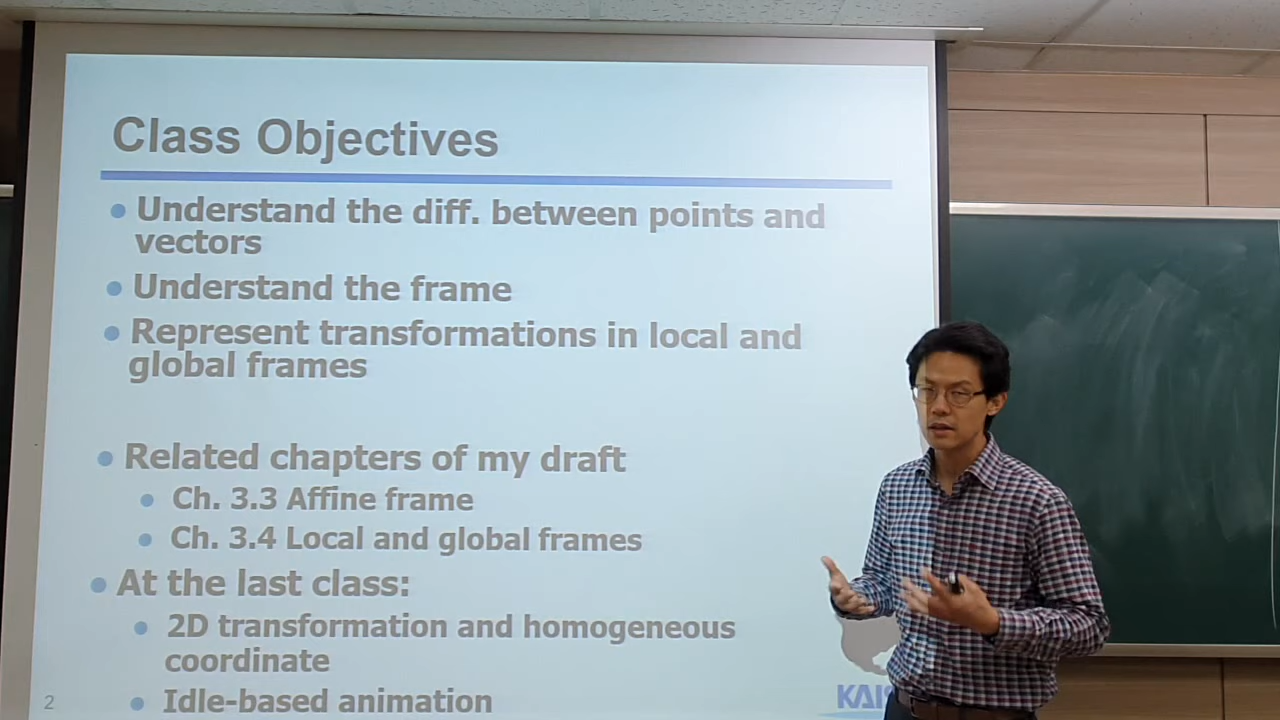 Class Objectives
Understand the diff. between points and
vectors
Understand the frame
Represent transformations in local and
global frames
Related chapters of my draft
Ch. 3.3 Affine frame
Ch. 3.4 Local and global frames
At the last class:
2D transformation and homogeneous
coordinate
Idle-based animation
2